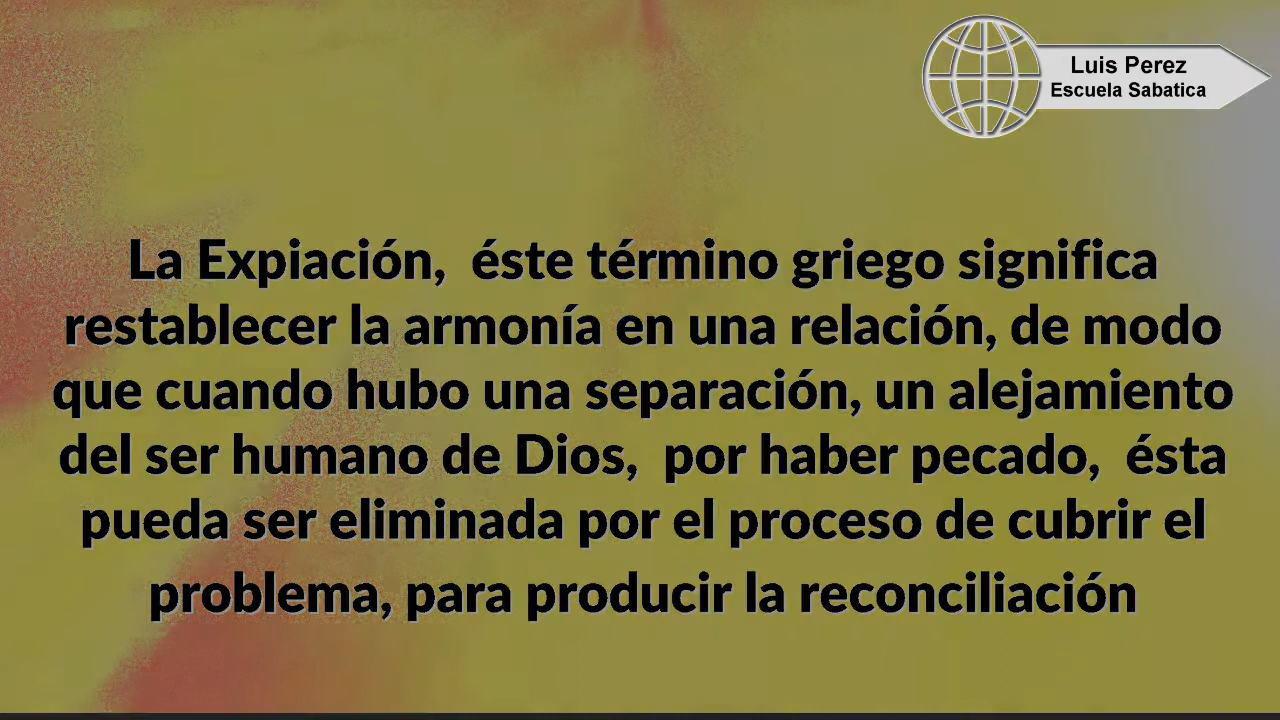 Luis Perez
Escuela Sabatica
La Expiación, éste término griego significa
restablecer la armonía en una relación, de modo
que cuando hubo una separación, un alejamiento
del ser humano de Dios, por haber pecado, ésta
pueda ser eliminada por el proceso de cubrir el
problema, para producir la reconciliación